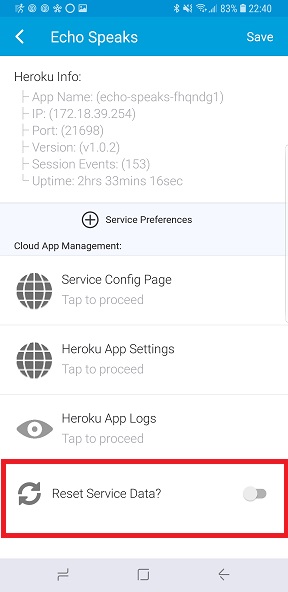 83% 22:40
Echo Speaks Save
Heroku Info:
├ App Name: (echo-speaks-fhqndg1)
├ IP: (172.18.39.254)
├ Port: (21698)
├ Version: (v1.0.2)
├ Session Events: (153)
└ Uptime: 2hrs 33mins 16sec
Service Preferences
Cloud App Management:
Service Config Page
Tap to proceed
Heroku App Settings
Tap to proceed
Heroku App Logs
Tap to proceed
Reset Service Data?